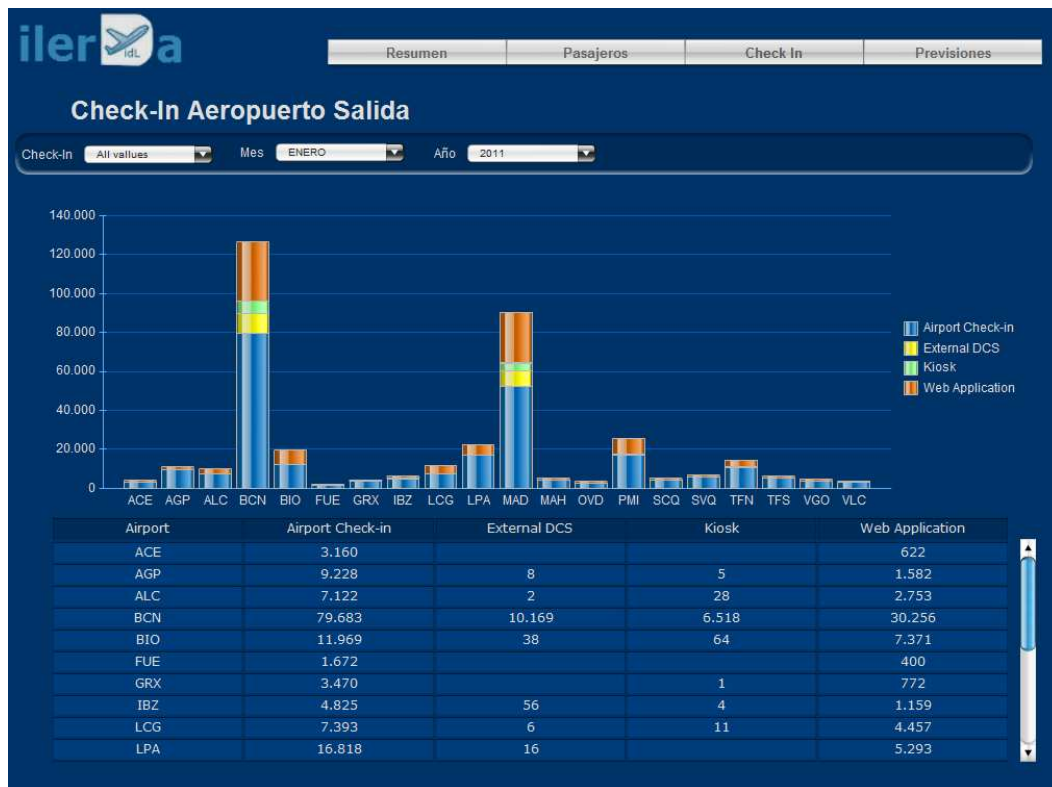 iler idL a
Resumen Pasajeros Check In Previsiones
Check-In Aeropuerto Salida
Check-In All vallues Mes ENERO Año 2011
140.000
120.000
100.000
80.000
60.000
40.000
20.000
0
Airport Check-in
External DCS
Kiosk
Web Application
ACE AGP ALC BCN BIO FUE GRX IBZ LCG LPA MAD MAH OVD PMI SCQ SVQ TFN TFS VGO VLC
Airport Airport Check-in External DCS Kiosk Web Application
ACE 3.160 622
AGP 9.228 8 5 1.582
ALC 7.122 2 28 2.753
BCN 79.683 10.169 6.518 30.256
BIO 11.969 38 64 7.371
FUE 1.672 400
GRX 3.470 1 772
IBZ 4.825 56 4 1.159
LCG 7.393 6 11 4.457
LPA 16.818 16 5.293